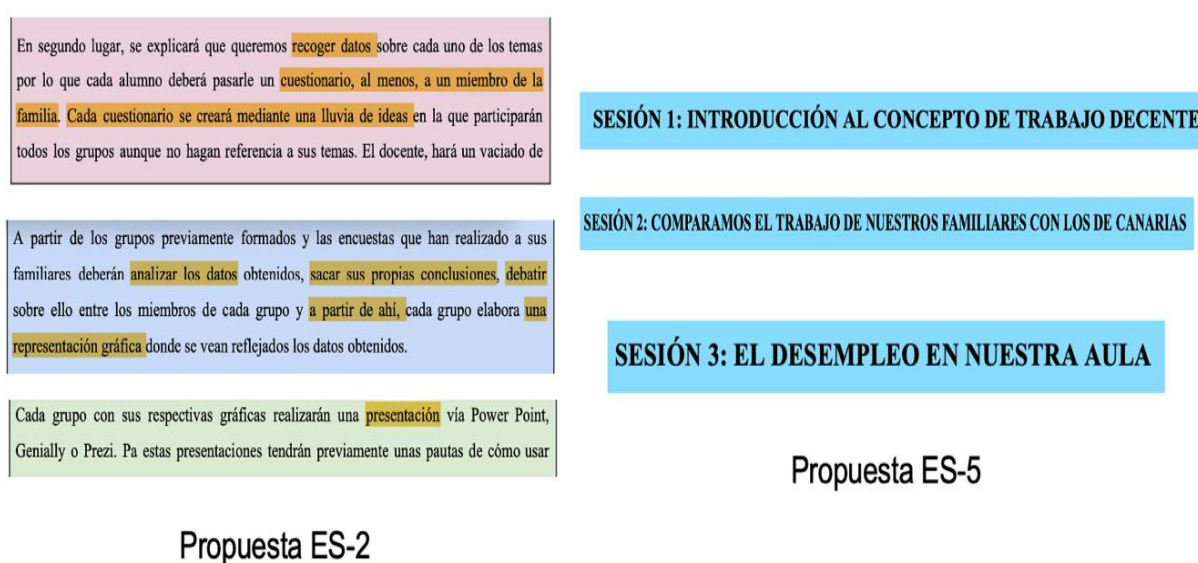 En segundo lugar, se explicará que queremos recoger datos sobre cada uno de los temas
por lo que cada alumno deberá pasarle un cuestionario, al menos, a un miembro de la
familia. Cada cuestionario se creará mediante una lluvia de ideas en la que participarán
todos los grupos aunque no hagan referencia a sus temas. El docente, hará un vaciado de
A partir de los grupos previamente formados y las encuestas que han realizado a sus
familiares deberán analizar los datos obtenidos, sacar sus propias conclusiones, debatir
sobre ello entre los miembros de cada grupo y a partir de ahí, cada grupo elabora una
representación gráfica donde se vean reflejados los datos obtenidos.
Cada grupo con sus respectivas gráficas realizarán una presentación vía Power Point,
Genially o Prezi. Pa estas presentaciones tendrán previamente unas pautas de cómo usar
Propuesta ES-2
SESIÓN 1: INTRODUCCIÓN AL CONCEPTO DE TRABAJO DECENTE
SESIÓN 2: COMPARAMOS EL TRABAJO DE NUESTROS FAMILIARES CON LOS DE CANARIAS
SESIÓN 3: EL DESEMPLEO EN NUESTRA AULA
Propuesta ES-5